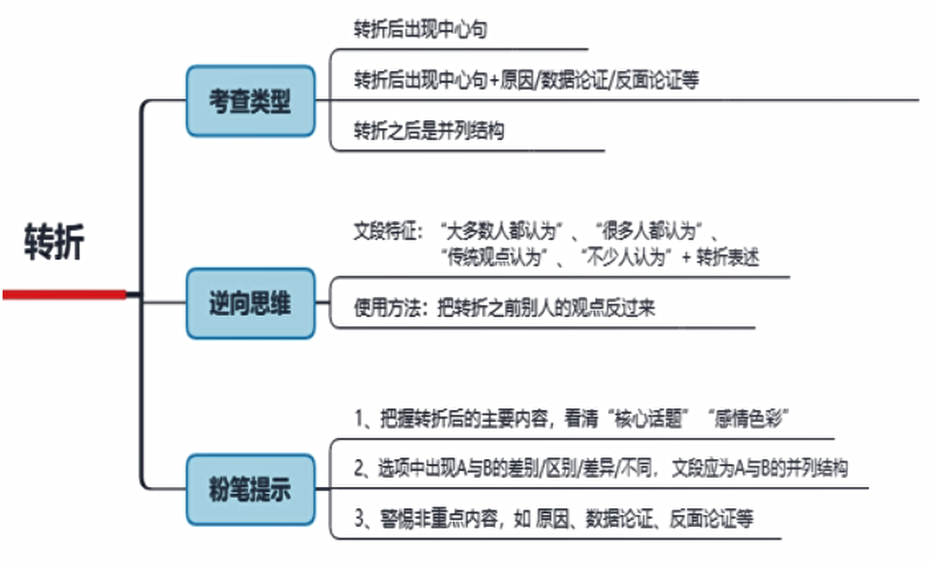 转折
考查类型
转折后出现中心句
转折后出现中心句+原因/数据论证/反面论证等
转折之后是并列结构
逆向思维
文段特征：“大多数人都认为”、“很多人都认为”、
“传统观点认为”、“不少人认为”+ 转折表述
使用方法：把转折之前别人的观点反过来
粉笔提示
1、把握转折后的主要内容，看清“核心话题”“感情色彩”
2、选项中出现A与B的差别/区别/差异/不同，文段应为A与B的并列结构
3、警惕非重点内容，如 原因、数据论证、反面论证等